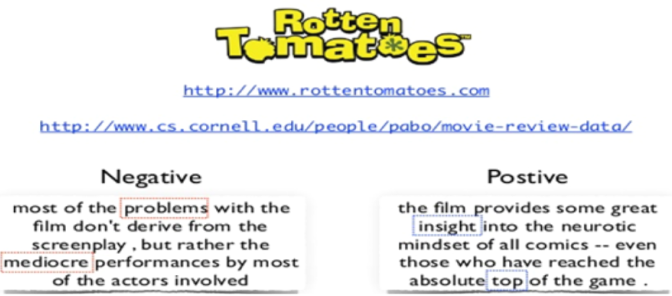 Rotten
Tomatoes™
http://www.rottentomatoes.com
http://www.cs.cornell.edu/people/pabo/movie-review-data/
Negative
most of the problems with the
film don't derive from the
screenplay , but rather the
mediocre performances by most
of the actors involved
Postive
the film provides some great
insight into the neurotic
mindset of all comics -- even
those who have reached the
absolute top of the game .